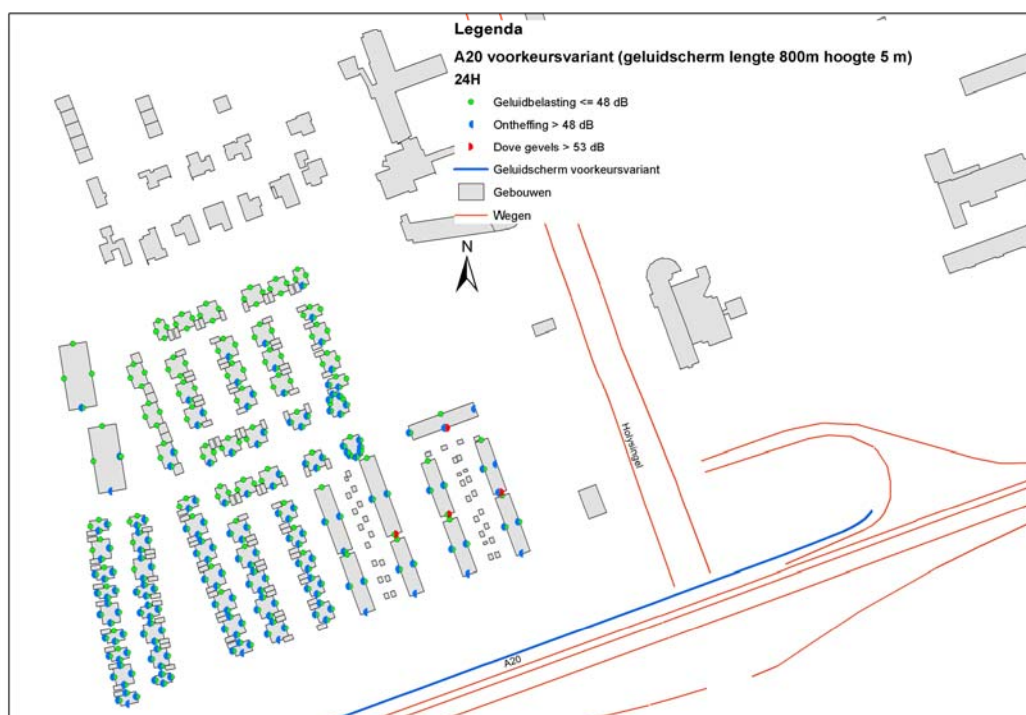 Legenda
A20 voorkeursvariant (geluidscherm lengte 800m hoogte 5 m)
24H
Geluidbelasting <= 48 dB
Ontheffing > 48 dB
Dove gevels > 53 dB
Geluidscherm voorkeursvariant
Gebouwen
Wegen
N
Holysingel
A20